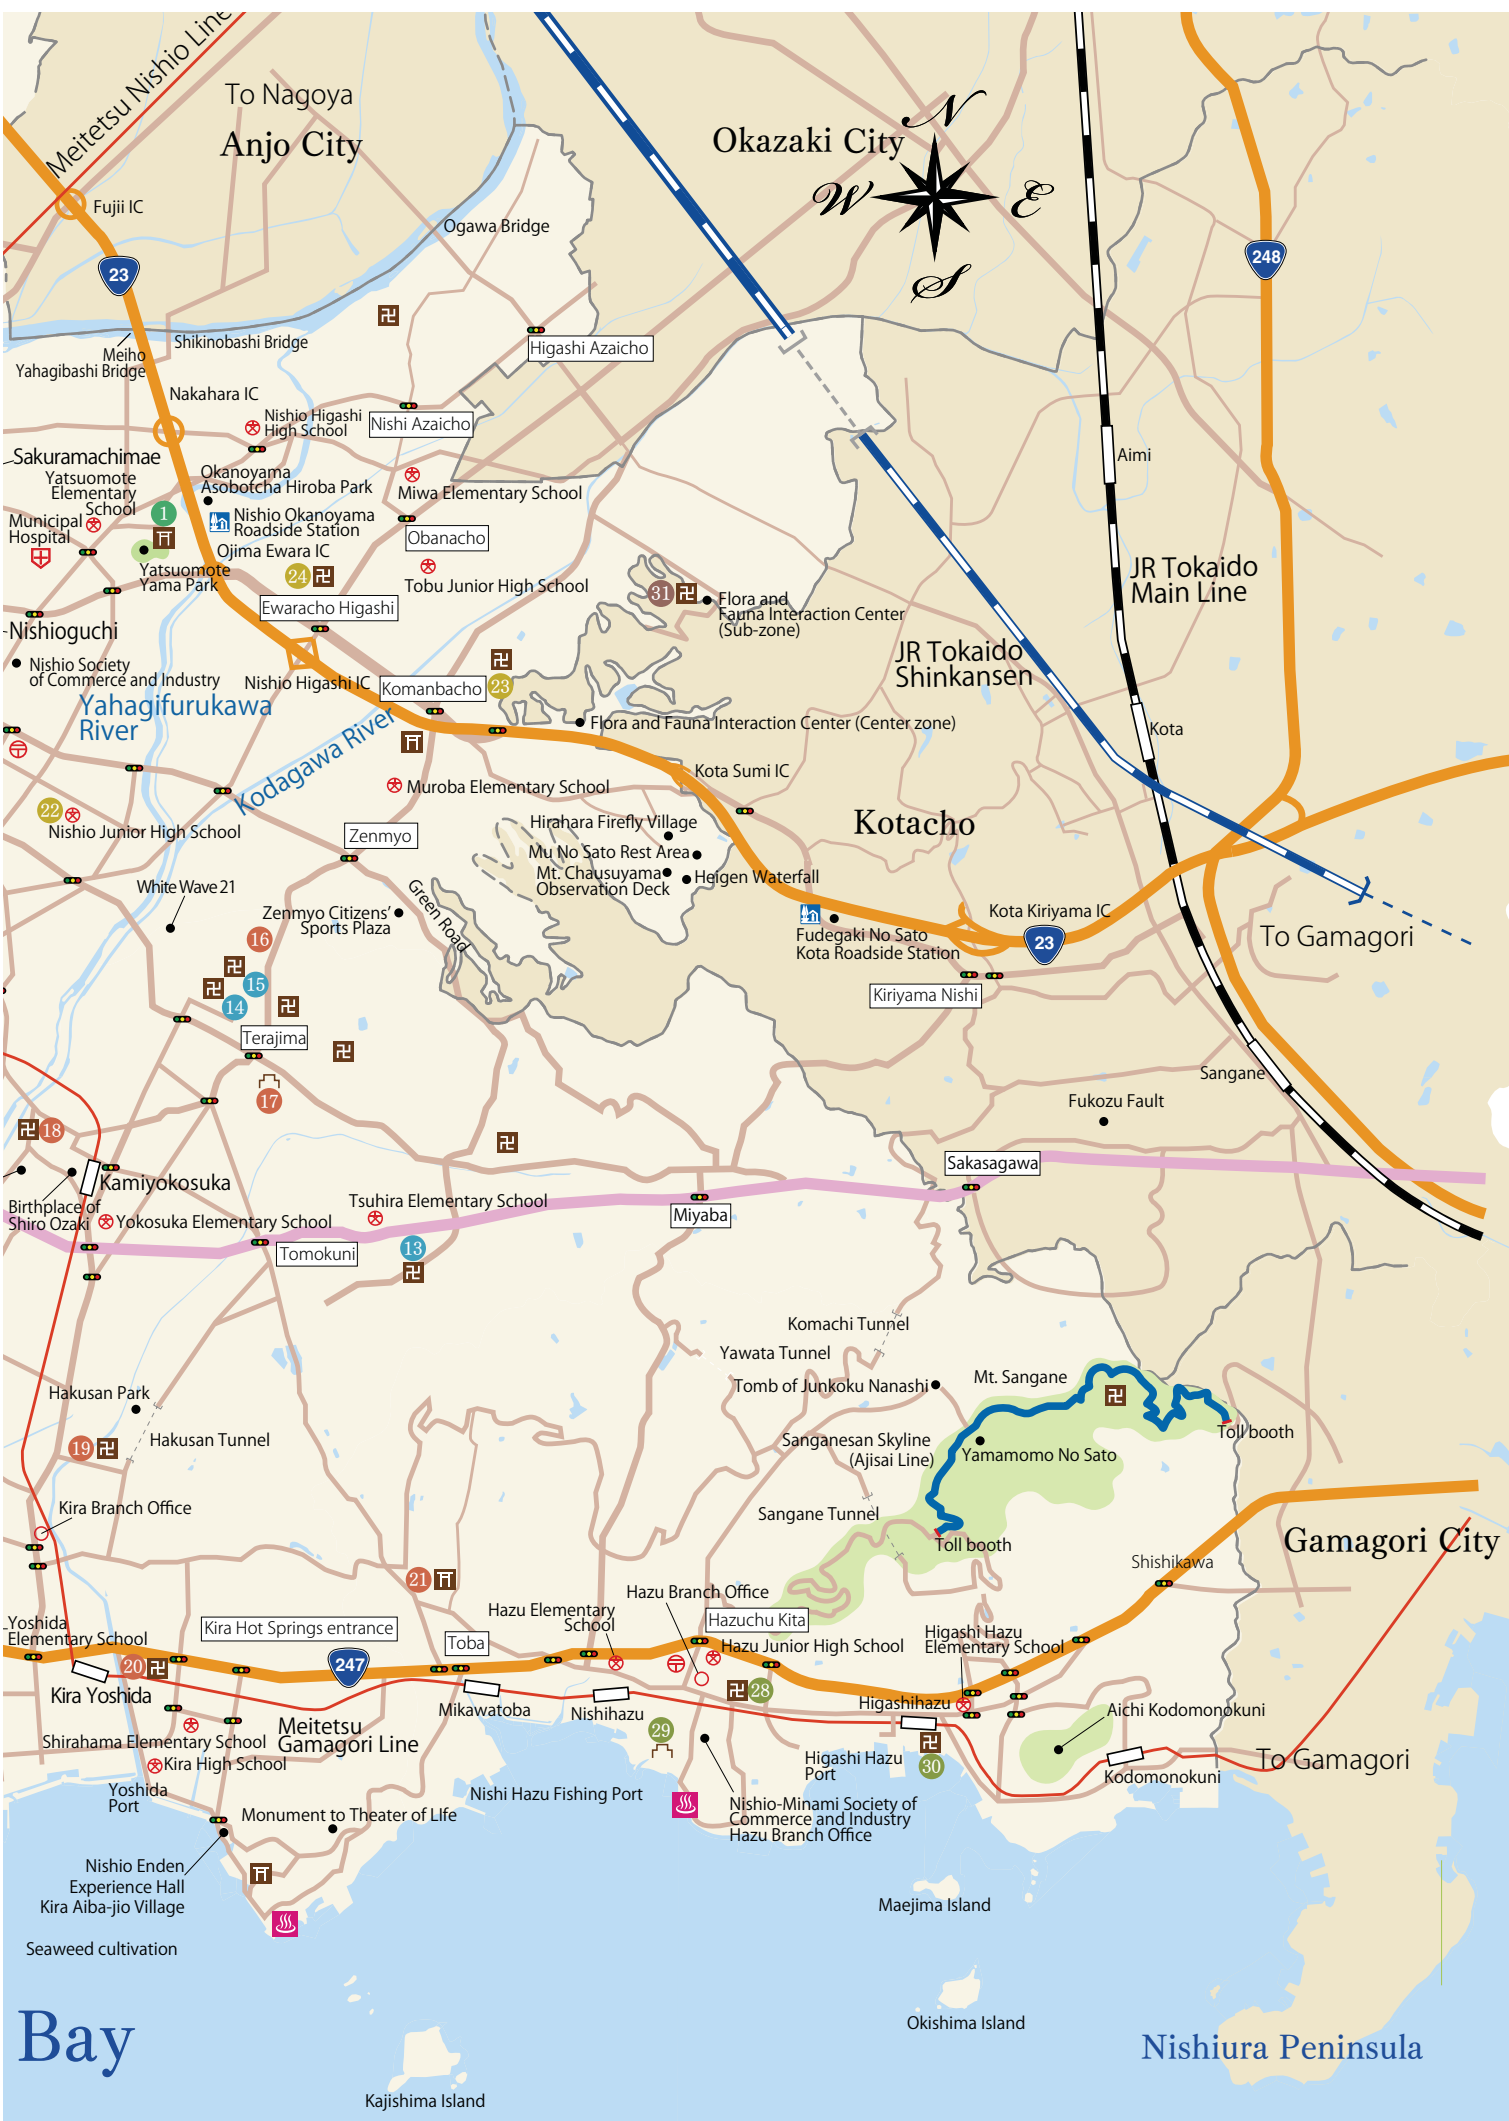 Meitetsu Nishio Line
To Nagoya
Anjo City
Okazaki City
N
W
E
S
Fujii IC
23
Ogawa Bridge
248
Meiho
Yahagibashi Bridge
Shikinobashi Bridge
Higashi Azaicho
Nakahara IC
Nishio Higashi
High School
Nishi Azaicho
Sakuramachimae
Yatsuomote
Elementary
School
Okanoyama
Asobotcha Hiroba Park
Miwa Elementary School
Aimi
Municipal
Hospital
1
Nishio Okanoyama
Roadside Station
Obanacho
Ojima Ewara IC
Yatsuomote
Yama Park
24
Tobu Junior High School
JR Tokaido
Main Line
Ewaracho Higashi
31
Flora and
Fauna Interaction Center
(Sub-zone)
Nishioguchi
JR Tokaido
Shinkansen
Nishio Society
of Commerce and Industry
Nishio Higashi IC
Komanbacho
23
Yahagifurukawa
River
Kodagawa River
Flora and Fauna Interaction Center (Center zone)
Kota
Kota Sumi IC
Muroba Elementary School
22
Nishio Junior High School
Zenmyo
Hirahara Firefly Village
Kotacho
Mu No Sato Rest Area
Mt. Chausuyama
Observation Deck
Heigen Waterfall
White Wave 21
Green Road
Zenmyo Citizens'
Sports Plaza
Kota Kiriyama IC
16
Fudegaki No Sato
Kota Roadside Station
23
To Gamagori
15
14
Kiriyama Nishi
Terajima
Sangane
17
Fukozu Fault
18
Sakasagawa
Kamiyokosuka
Birthplace of
Shiro Ozaki
Tsuhira Elementary School
Yokosuka Elementary School
Miyaba
Tomokuni
13
Komachi Tunnel
Yawata Tunnel
Mt. Sangane
Tomb of Junkoku Nanashi
Hakusan Park
Toll booth
19
Hakusan Tunnel
Sanganesan Skyline
(Ajisai Line)
Yamamomo No Sato
Kira Branch Office
Sangane Tunnel
Toll booth
Gamagori City
Shishikawa
21
Hazu Branch Office
Hazu Elementary
School
Hazuchu Kita
Yoshida
Elementary School
Kira Hot Springs entrance
Toba
Hazu Junior High School
Higashi Hazu
Elementary School
20
247
Kira Yoshida
28
Mikawatoba
Nishihazu
Higashihazu
Aichi Kodomonokuni
Meitetsu
Gamagori Line
Shirahama Elementary School
29
Kira High School
Higashi Hazu
Port
30
To Gamagori
Kodomonokuni
Yoshida
Port
Nishi Hazu Fishing Port
Monument to Theater of LIfe
Nishio-Minami Society of
Commerce and Industry
Hazu Branch Office
Nishio Enden
Experience Hall
Kira Aiba-jio Village
Maejima Island
Seaweed cultivation
Bay
Okishima Island
Nishiura Peninsula
Kajishima Island